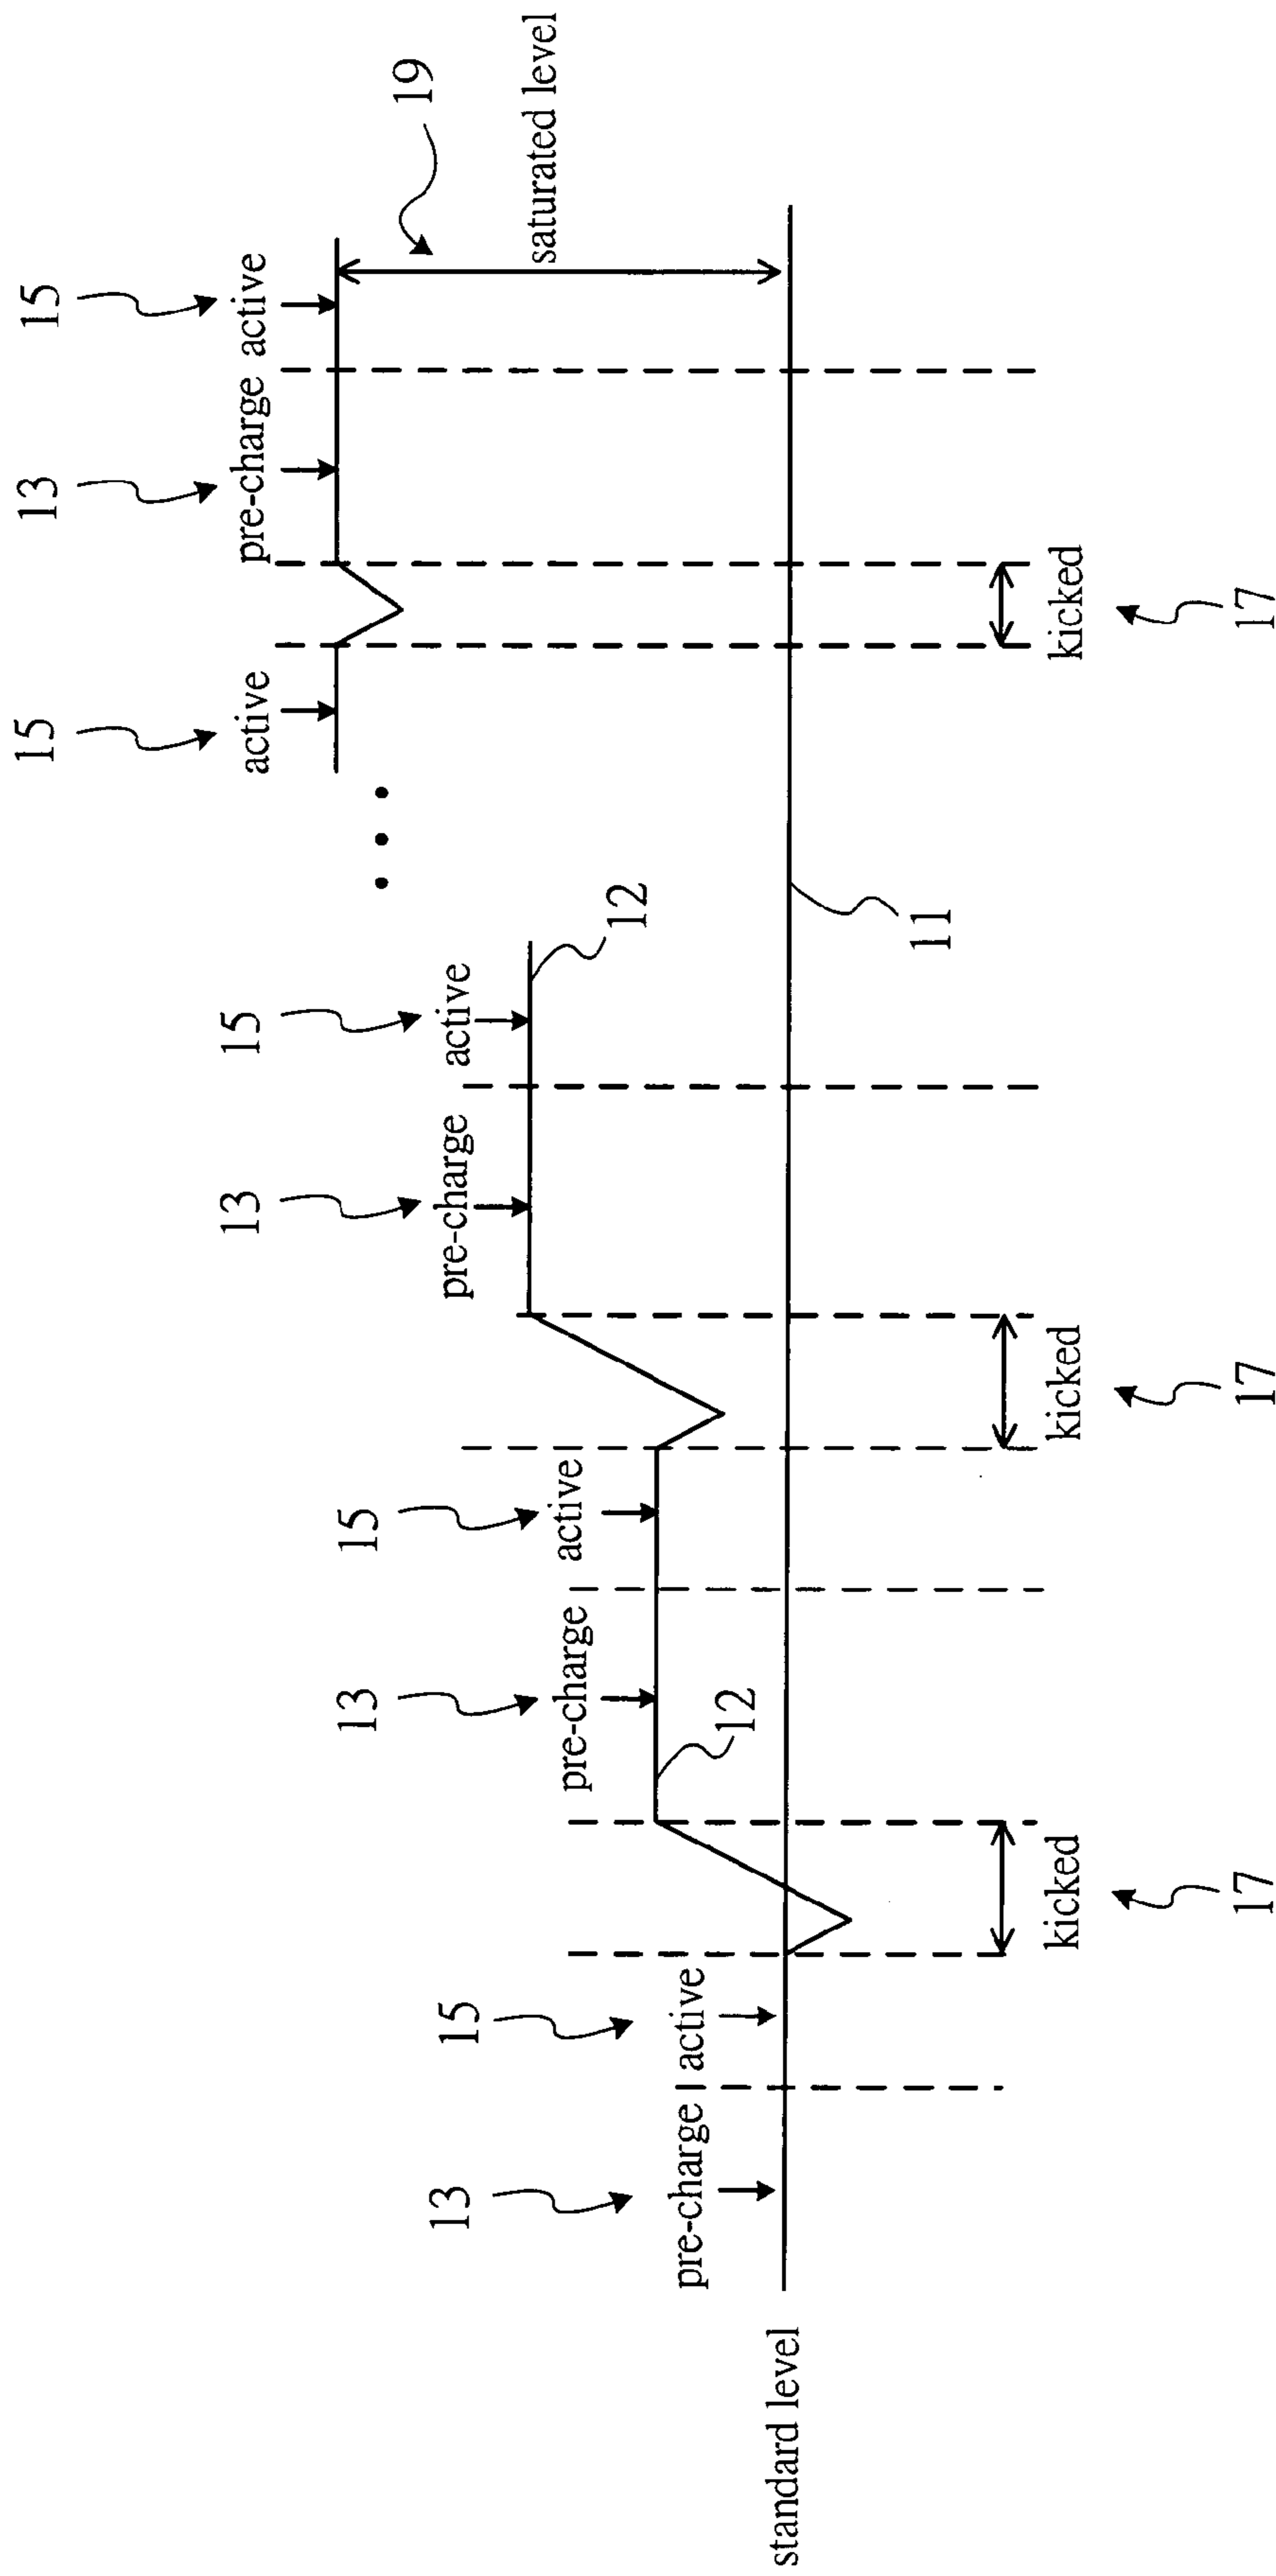 15
13
15
13
15
active
pre-charge
active
13
15
19
13
15
pre-charge
active
saturated level
pre-charge
active
12
pre-charge
active
12
standard level
11
kicked
kicked
kicked
17
17
17